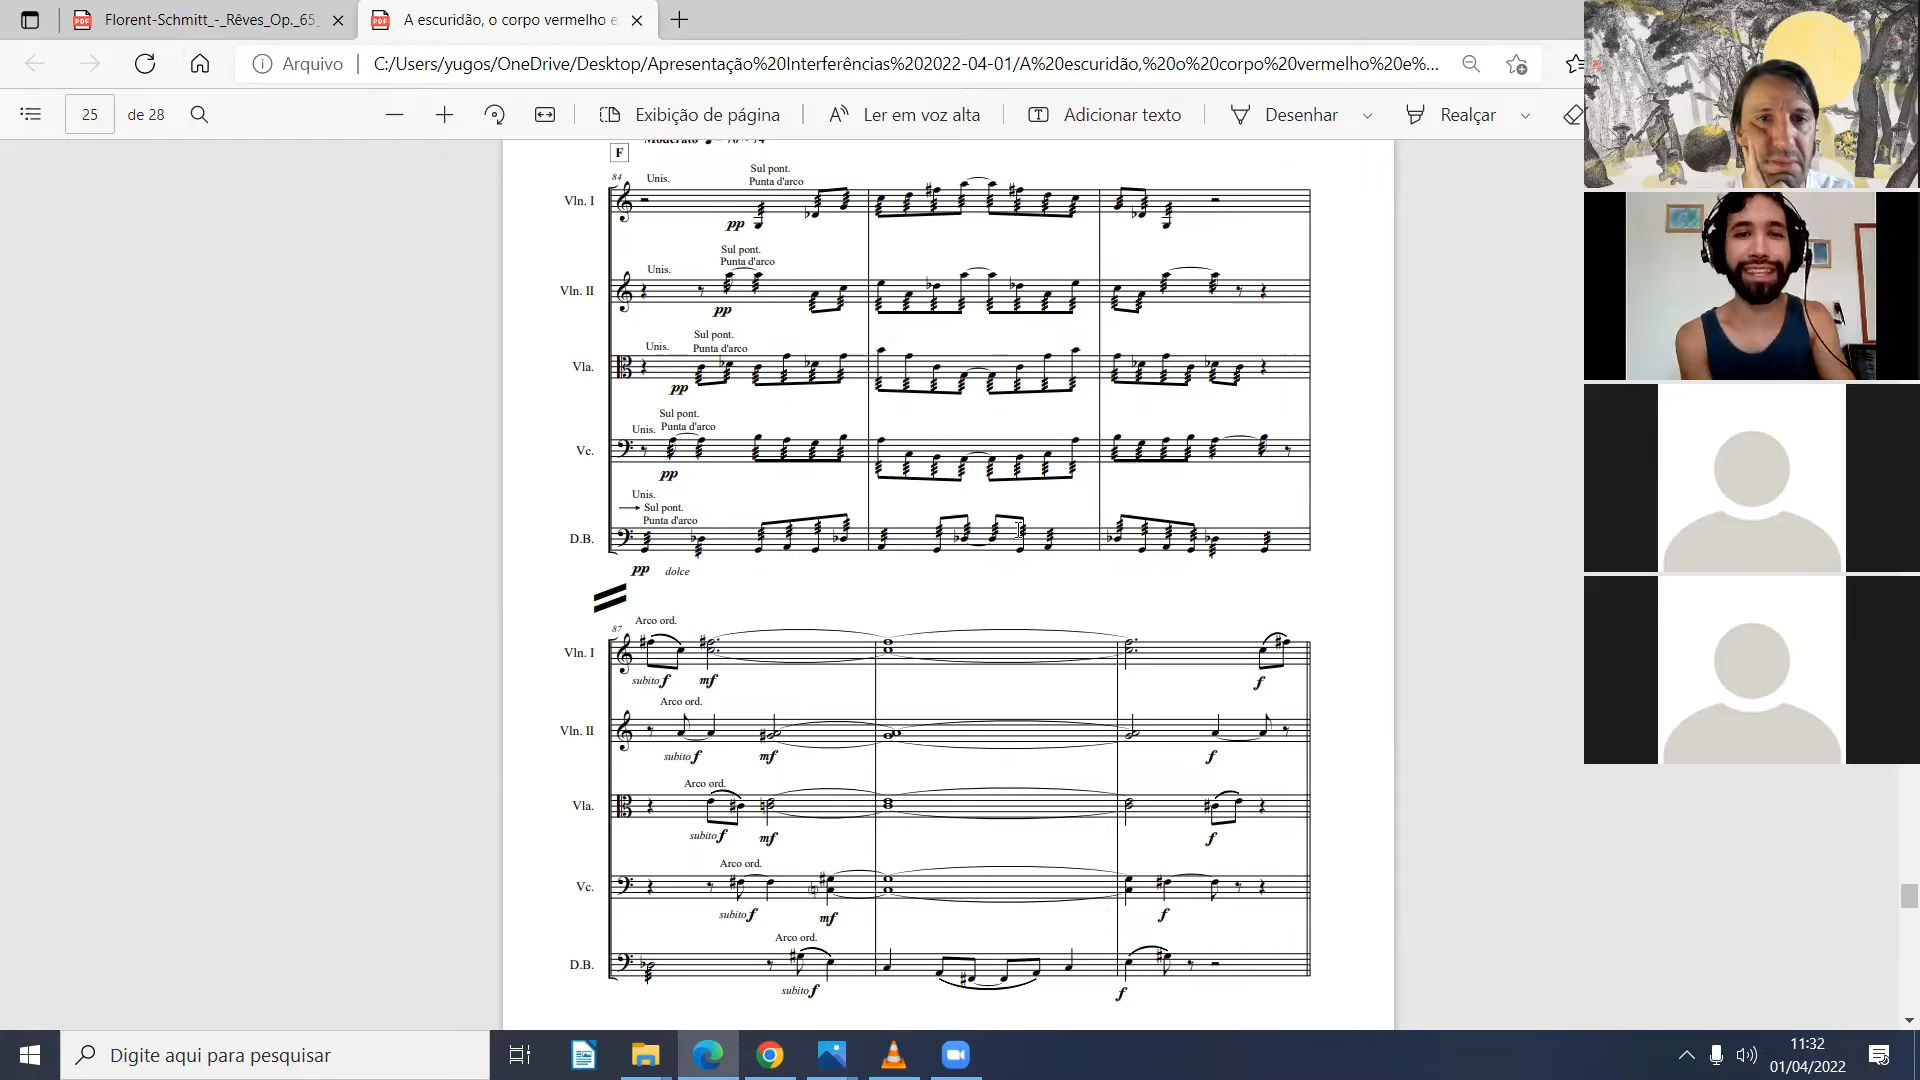 Florent-Schmitt_-_Rêves_Op._65_
A escuridão, o corpo vermelho e
Arquivo
C:/Users/yugos/OneDrive/Desktop/Apresentação%20Interferências%202022-04-01/A%20escuridão,%20o%20corpo%20vermelho%20e%...
25 de 28
Exibição de página
Ler em voz alta
Adicionar texto
Desenhar
Realçar
F
84
Vln. I
Unis.
Sul pont.
Punta d'arco
pp
Vln. II
Unis.
Sul pont.
Punta d'arco
pp
Vla.
Unis.
Sul pont.
Punta d'arco
pp
Vc.
Unis.
Sul pont.
Punta d'arco
pp
D.B.
Unis.
Sul pont.
Punta d'arco
pp dolce
87
Vln. I
Arco ord.
subito f mf f
Vln. II
Arco ord.
subito f mf f
Vla.
Arco ord.
subito f mf f
Vc.
Arco ord.
subito f mf f
D.B.
Arco ord.
subito f f
Digite aqui para pesquisar
11:32
01/04/2022